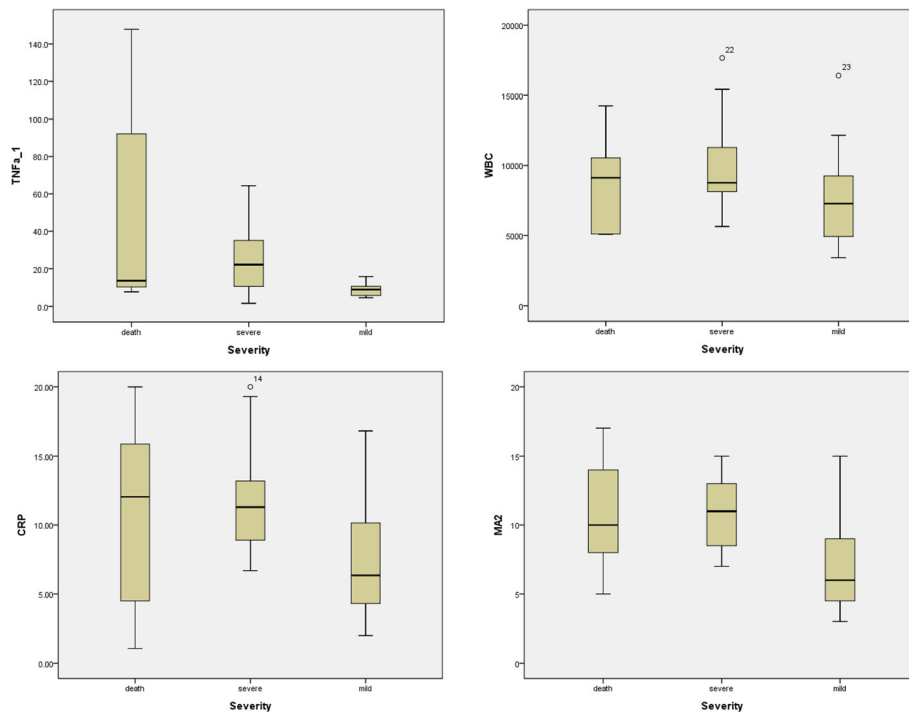 140.0
120.0
100.0
80.0
60.0
40.0
20.0
0.0
TNFa_1
death severe mild
Severity
20000
15000
10000
5000
0
WBC
22
23
death severe mild
Severity
20.00
15.00
10.00
5.00
0.00
CRP
14
death severe mild
Severity
20
15
10
5
0
MA2
death severe mild
Severity